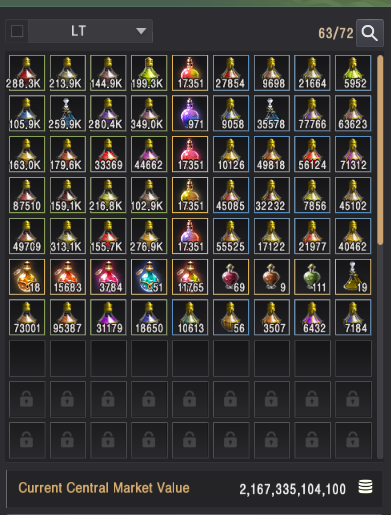 LT 63/72
288.3K 213.9K 144.9K 199.3K 17351 27854 9698 21664 5952
105.9K 259.9K 280.4K 349.0K 971 9058 35578 77766 63623
163.0K 179.6K 33369 44662 17351 10126 49818 56124 71312
87510 159.1K 216.8K 102.9K 17351 45085 32232 7856 45102
49709 313.1K 155.7K 276.9K 17351 55525 17122 21977 40462
18 15683 3784 51 11765 69 9 111 19
73001 95387 31179 18650 10613 56 3507 6432 7184
Current Central Market Value 2,167,335,104,100